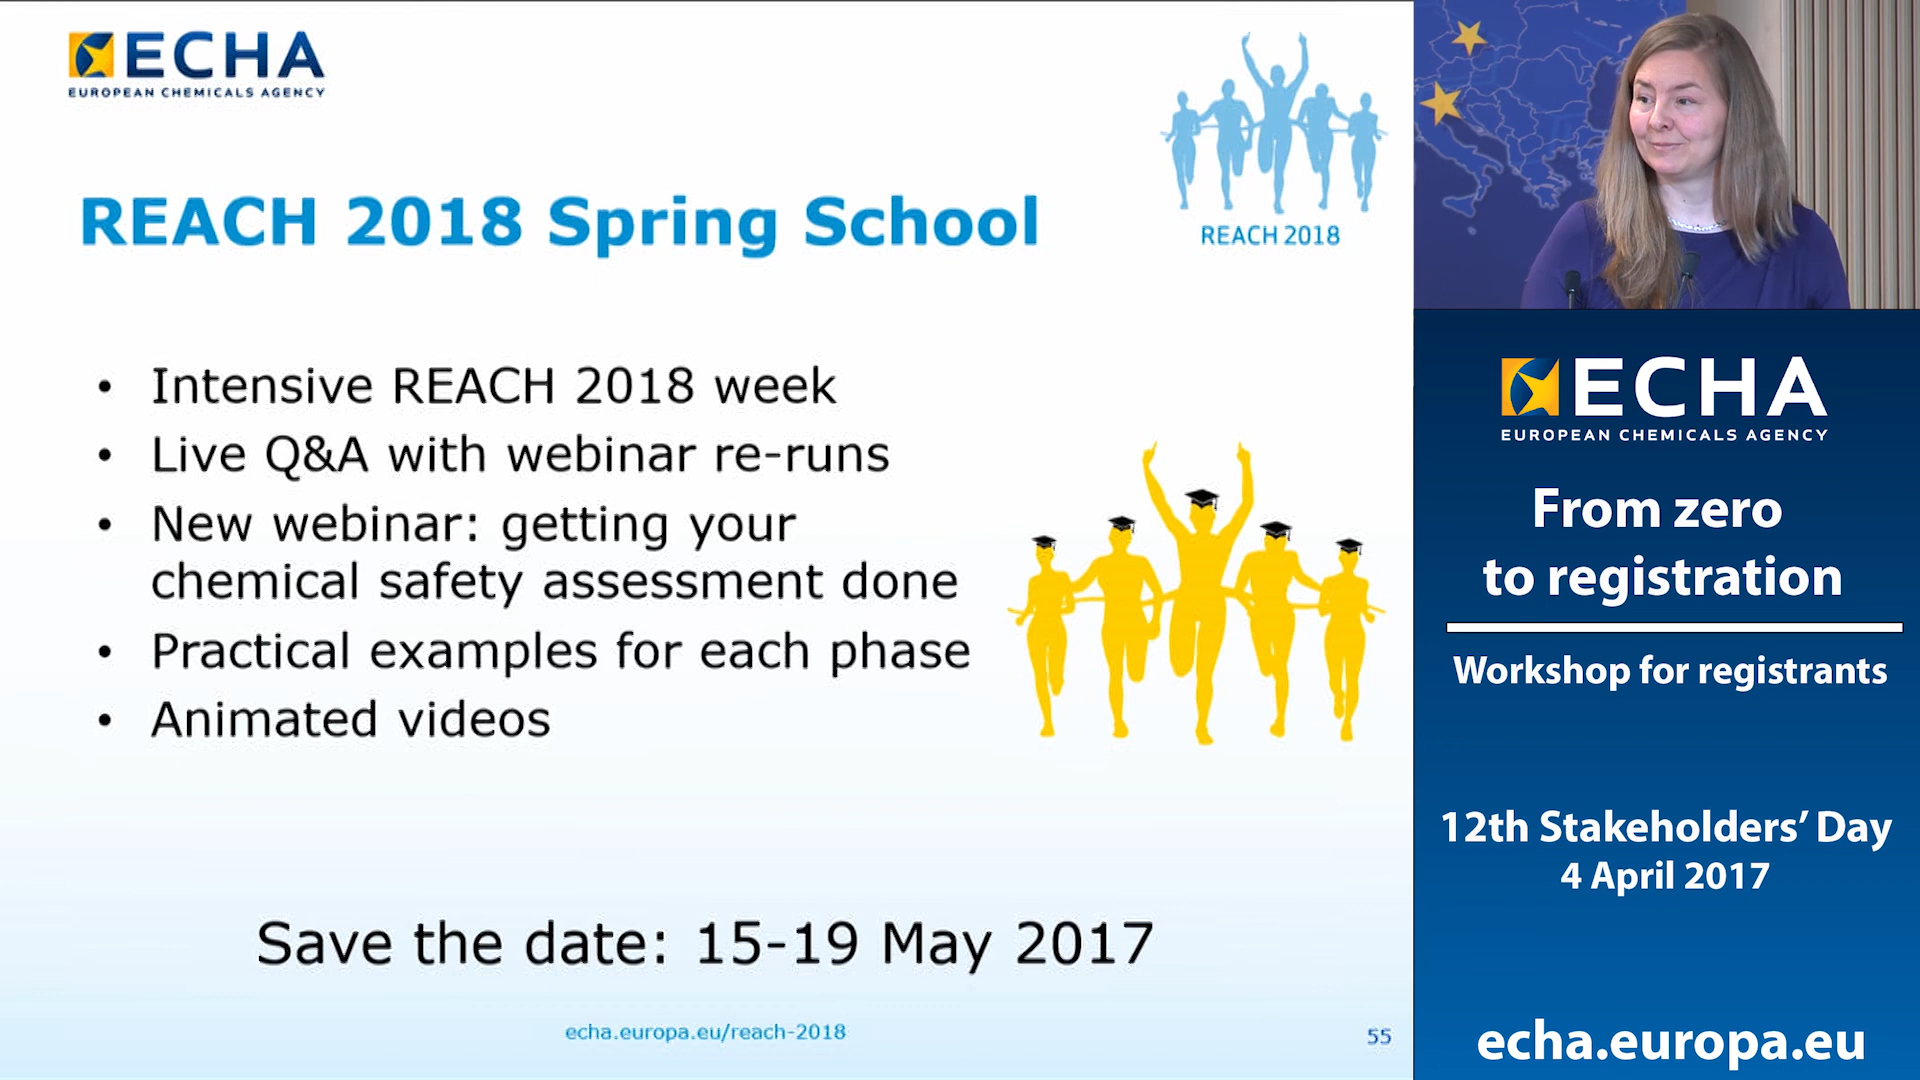 ECHA
EUROPEAN CHEMICALS AGENCY
REACH 2018
REACH 2018 Spring School
• Intensive REACH 2018 week
• Live Q&A with webinar re-runs
• New webinar: getting your
chemical safety assessment done
• Practical examples for each phase
• Animated videos
Save the date: 15-19 May 2017
echa.europa.eu/reach-2018
55
ECHA
EUROPEAN CHEMICALS AGENCY
From zero
to registration
Workshop for registrants
12th Stakeholders’ Day
4 April 2017
echa.europa.eu